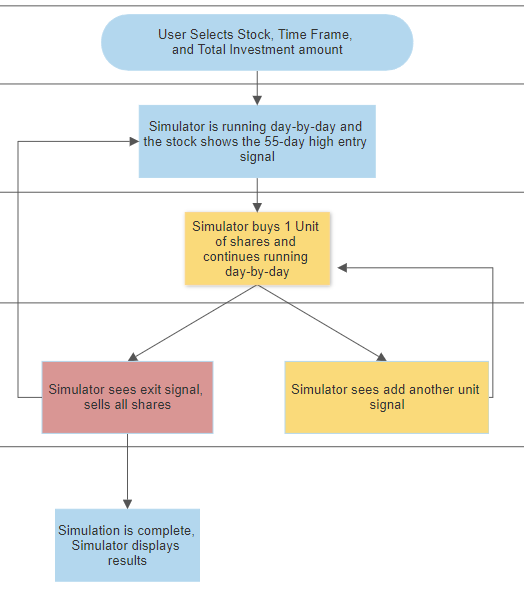 User Selects Stock, Time Frame,
and Total Investment amount
Simulator is running day-by-day and
the stock shows the 55-day high entry
signal
Simulator buys 1 Unit
of shares and
continues running
day-by-day
Simulator sees exit signal,
sells all shares
Simulator sees add another unit
signal
Simulation is complete,
Simulator displays
results